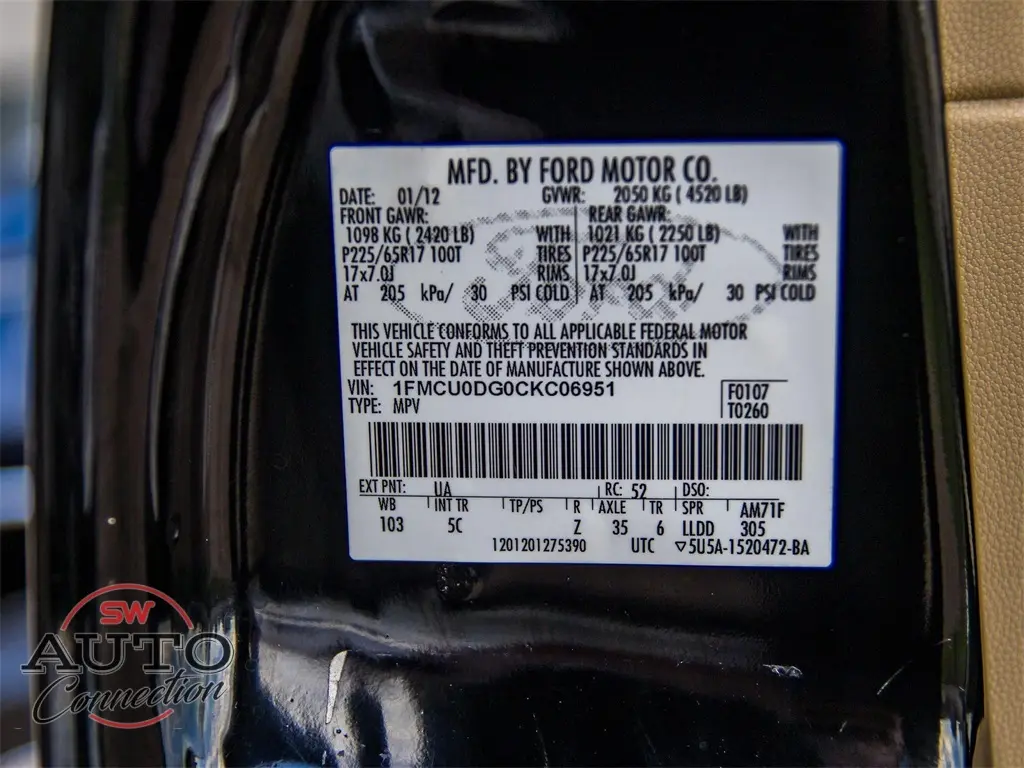 MFD. BY FORD MOTOR CO.
DATE: 01/12 GVWR: 2050 KG ( 4520 LB)
FRONT GAWR: REAR GAWR:
1098 KG ( 2420 LB) WITH 1021 KG ( 2250 LB) WITH
P225/65R17 100T TIRES P225/65R17 100T TIRES
17x7.0J RIMS 17x7.0J RIMS
AT 205 kPa/ 30 PSI COLD AT 205 kPa/ 30 PSI COLD
THIS VEHICLE CONFORMS TO ALL APPLICABLE FEDERAL MOTOR
VEHICLE SAFETY AND THEFT PREVENTION STANDARDS IN
EFFECT ON THE DATE OF MANUFACTURE SHOWN ABOVE.
VIN: 1FMCU0DG0CKC06951
TYPE: MPV
F0107
T0260
EXT PNT: UA RC: 52 DSO:
WB INT TR TP/PS R AXLE TR SPR AM71F
103 5C Z 35 6 LLDD 305
1201201275390 UTC ▽5U5A-1520472-BA
SW
AUTO
Connection